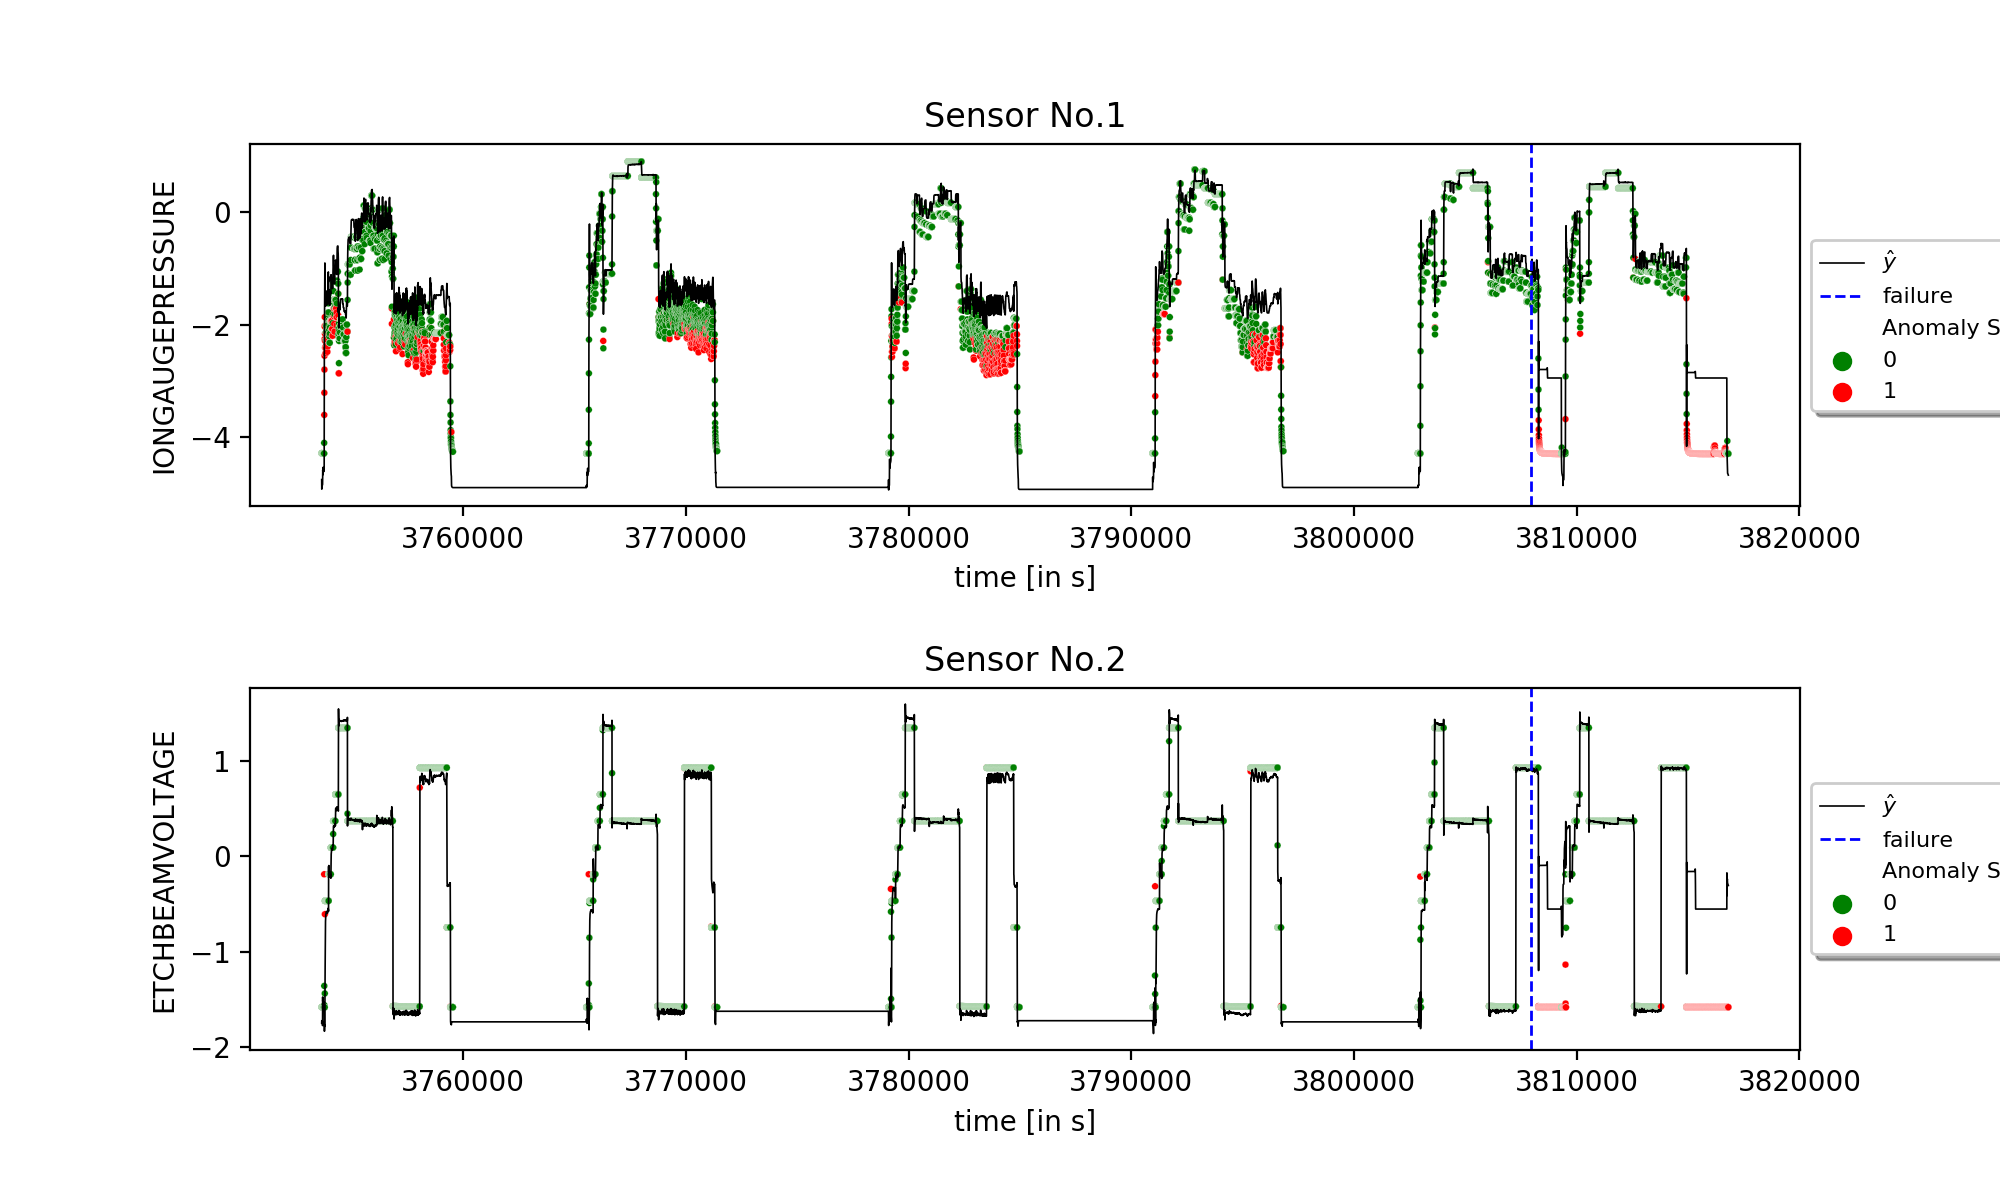 Sensor No.1
IONGAUGEPRESSURE
0
−2
−4
3760000 3770000 3780000 3790000 3800000 3810000 3820000
time [in s]
ŷ
failure
Anomaly S
0
1
Sensor No.2
ETCHBEAMVOLTAGE
1
0
−1
−2
3760000 3770000 3780000 3790000 3800000 3810000 3820000
time [in s]
ŷ
failure
Anomaly S
0
1